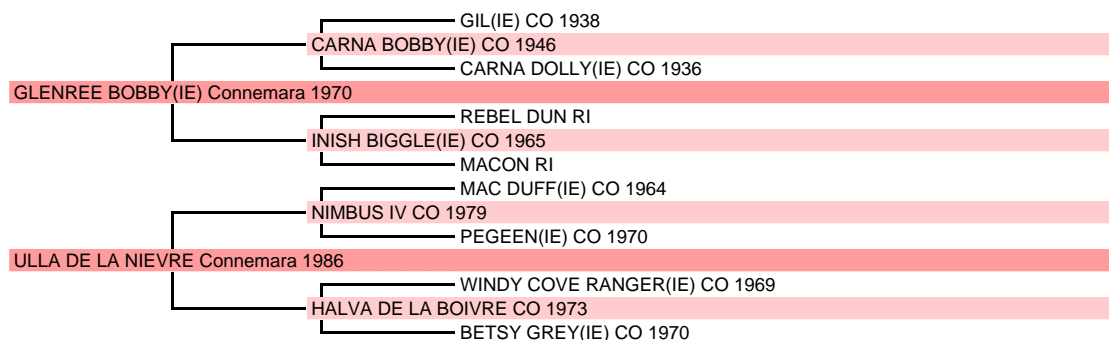 GIL(IE) CO 1938
CARNA BOBBY(IE) CO 1946
CARNA DOLLY(IE) CO 1936
GLENREE BOBBY(IE) Connemara 1970
REBEL DUN RI
INISH BIGGLE(IE) CO 1965
MACON RI
MAC DUFF(IE) CO 1964
NIMBUS IV CO 1979
PEGEEN(IE) CO 1970
ULLA DE LA NIEVRE Connemara 1986
WINDY COVE RANGER(IE) CO 1969
HALVA DE LA BOIVRE CO 1973
BETSY GREY(IE) CO 1970